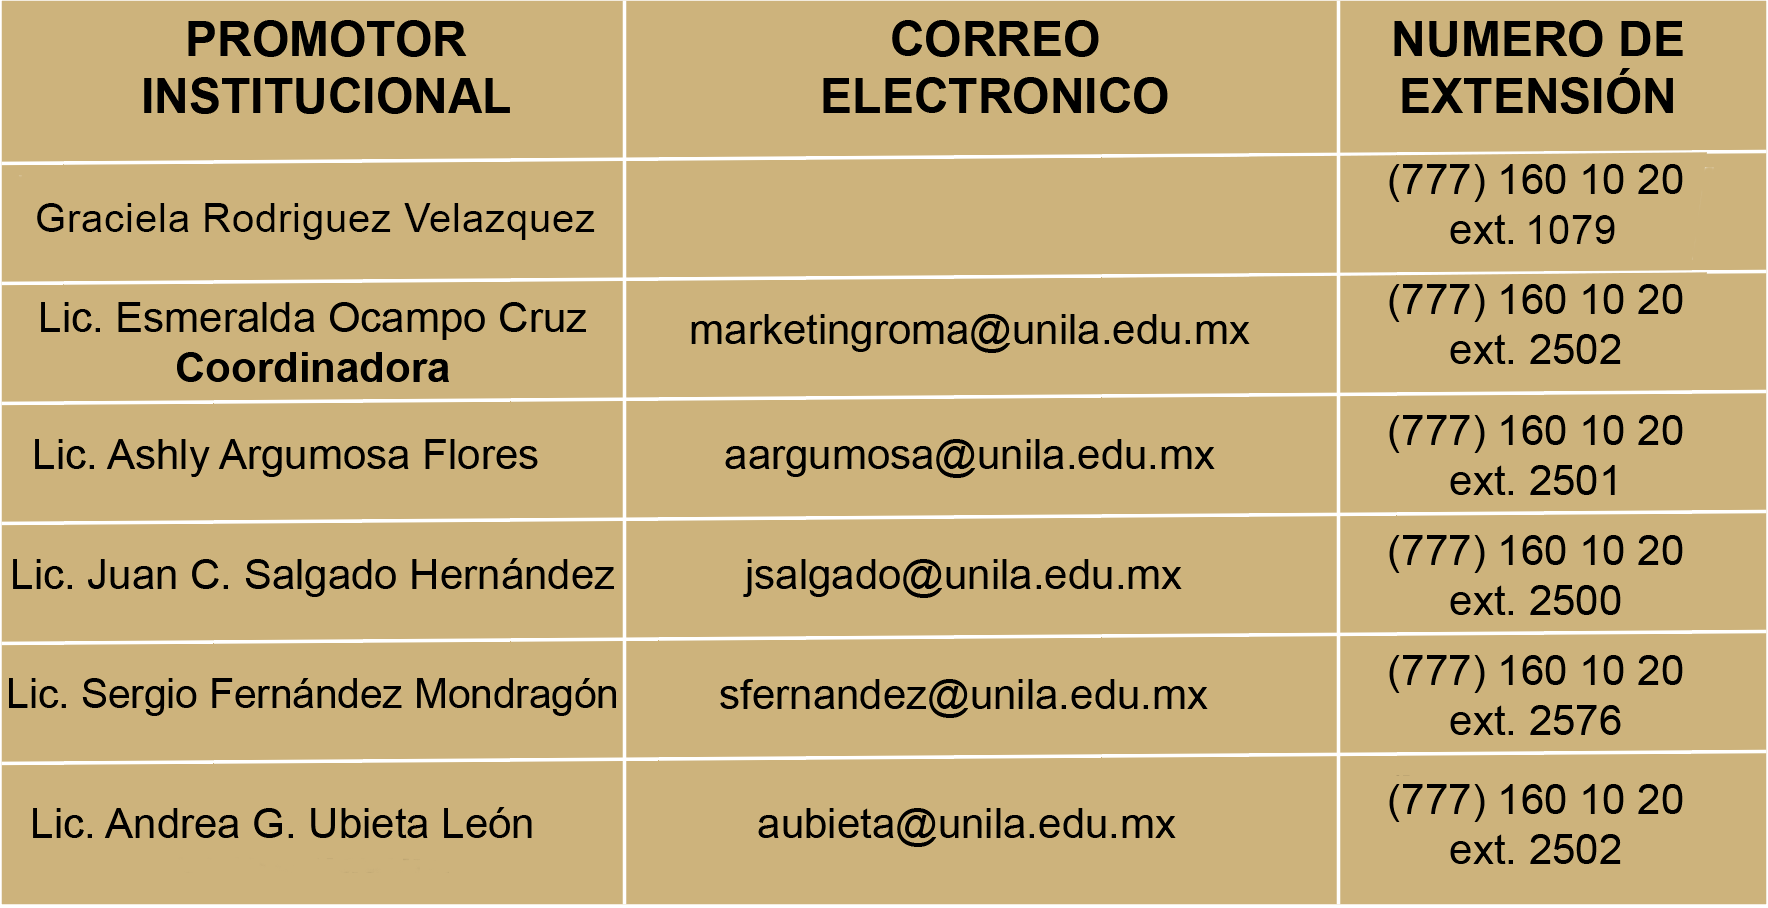 PROMOTOR
INSTITUCIONAL
CORREO
ELECTRONICO
NUMERO DE
EXTENSIÓN
Graciela Rodriguez Velazquez
(777) 160 10 20
ext. 1079
Lic. Esmeralda Ocampo Cruz
Coordinadora
marketingroma@unila.edu.mx
(777) 160 10 20
ext. 2502
Lic. Ashly Argumosa Flores
aargumosa@unila.edu.mx
(777) 160 10 20
ext. 2501
Lic. Juan C. Salgado Hernández
jsalgado@unila.edu.mx
(777) 160 10 20
ext. 2500
Lic. Sergio Fernández Mondragón
sfernandez@unila.edu.mx
(777) 160 10 20
ext. 2576
Lic. Andrea G. Ubieta León
aubieta@unila.edu.mx
(777) 160 10 20
ext. 2502